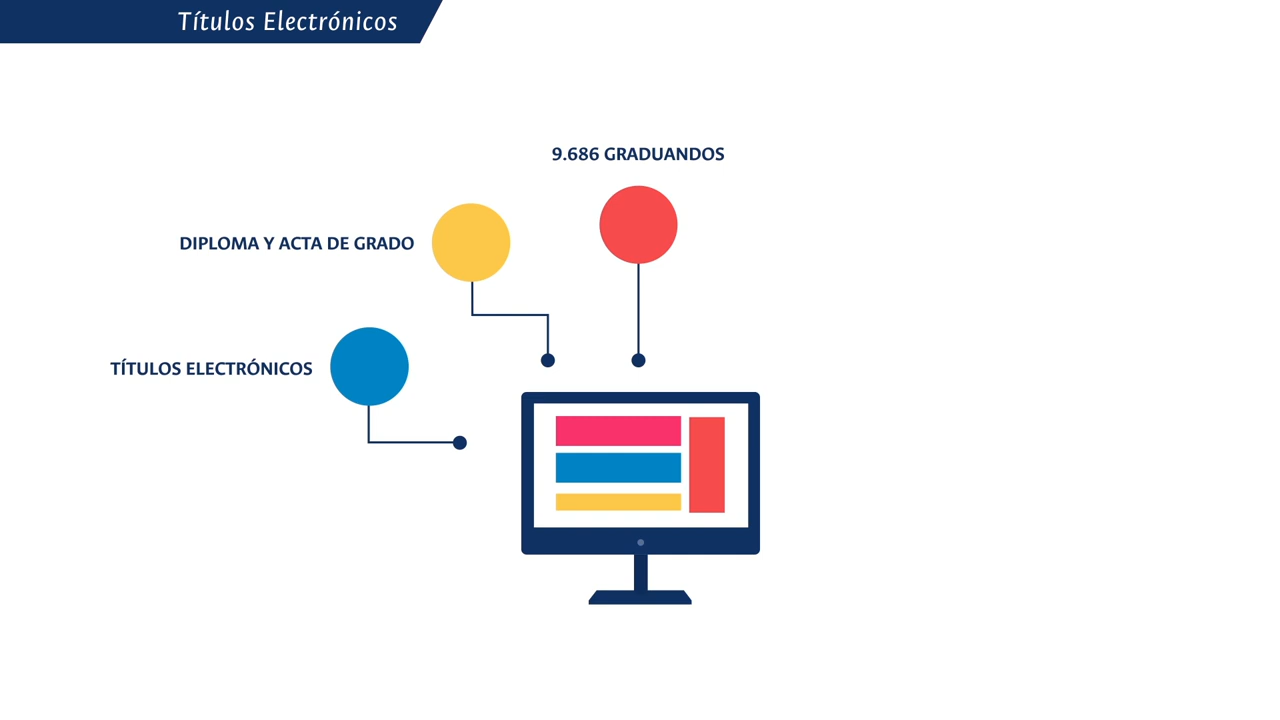 Títulos Electrónicos
9.686 GRADUANDOS
DIPLOMA Y ACTA DE GRADO
TÍTULOS ELECTRÓNICOS